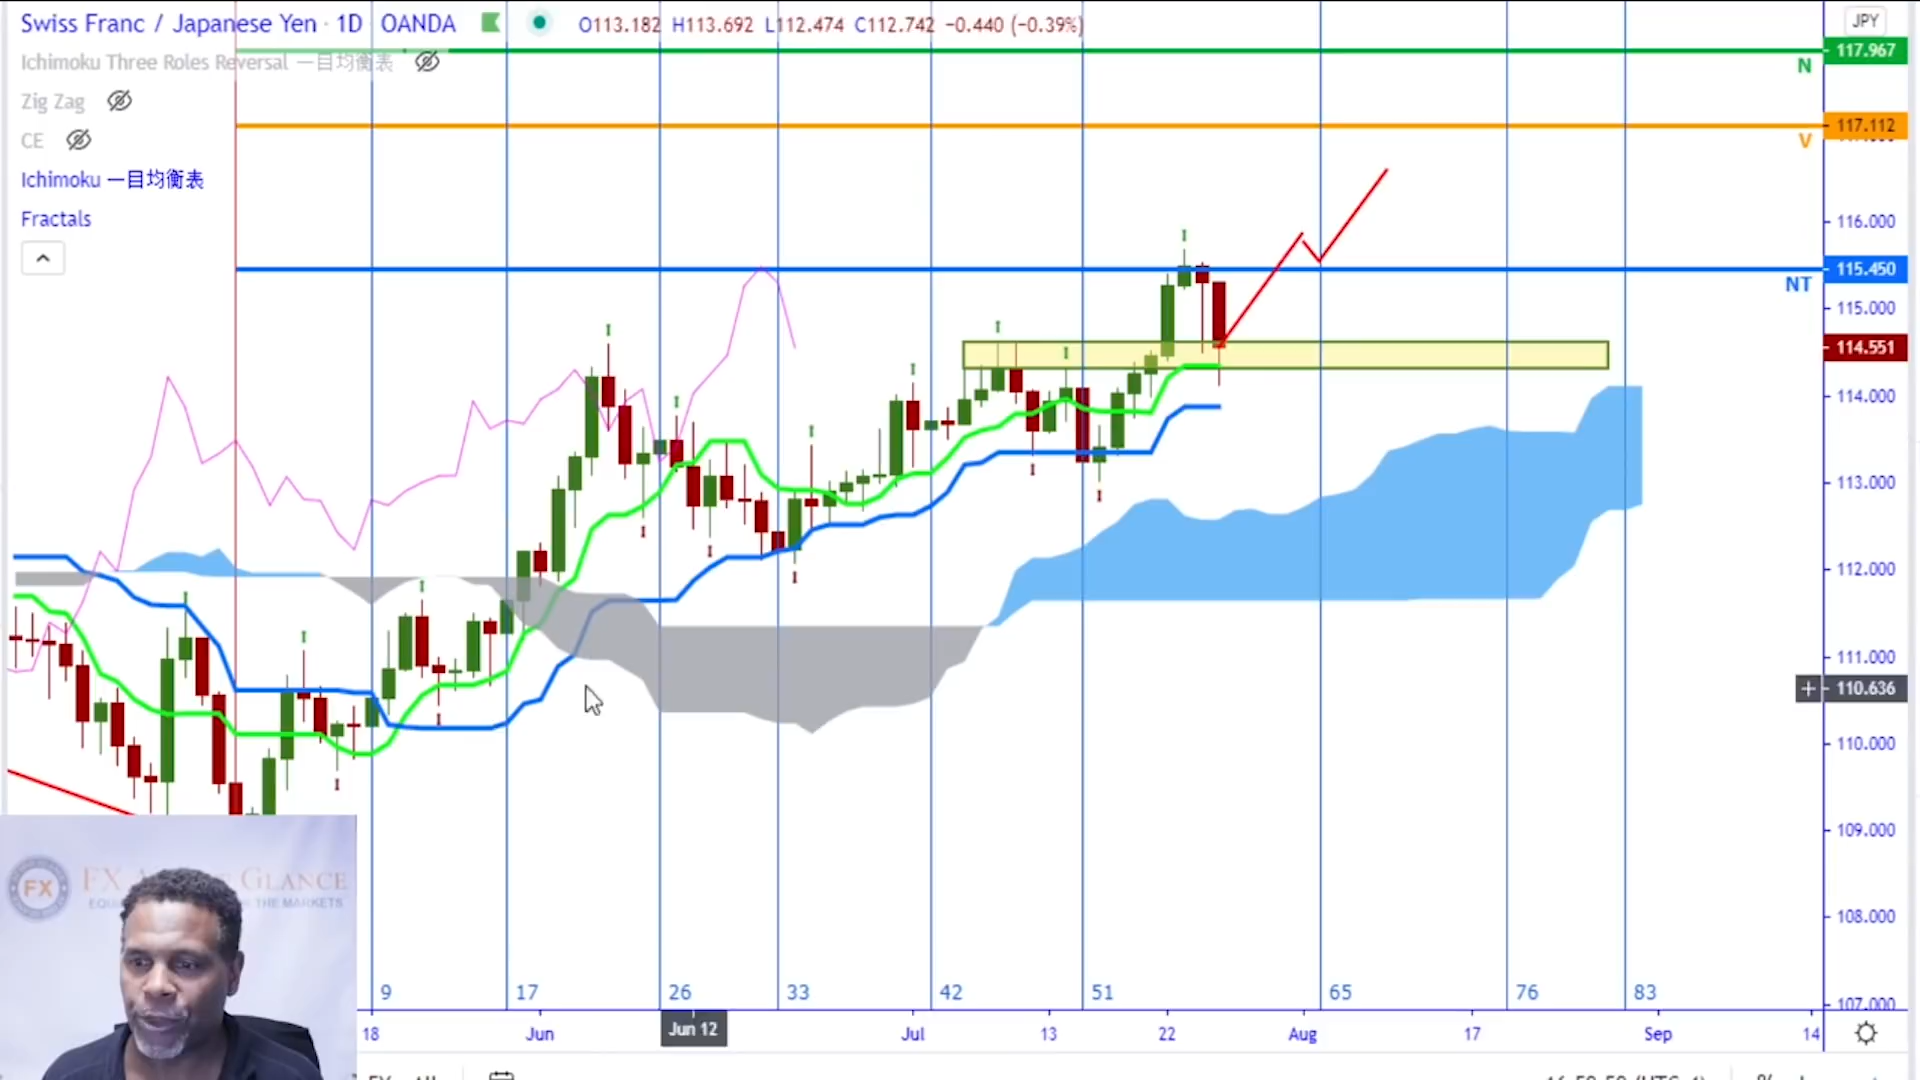 Swiss Franc / Japanese Yen · 1D OANDA O113.182 H113.692 L112.474 C112.742 −0.440 (−0.39%)
JPY
117.967
Ichimoku Three Roles Reversal 一目均衡表
N
Zig Zag
117.112
CE
V
Ichimoku 一目均衡表
Fractals
116.000
115.450
NT
115.000
114.551
114.000
113.000
112.000
111.000
110.636
110.000
109.000
108.000
107.000
FX
GLANCE
THE MARKETS
9 17 26 33 42 51 65 76 83
18 Jun Jun 12 Jul 13 22 Aug 17 Sep 14